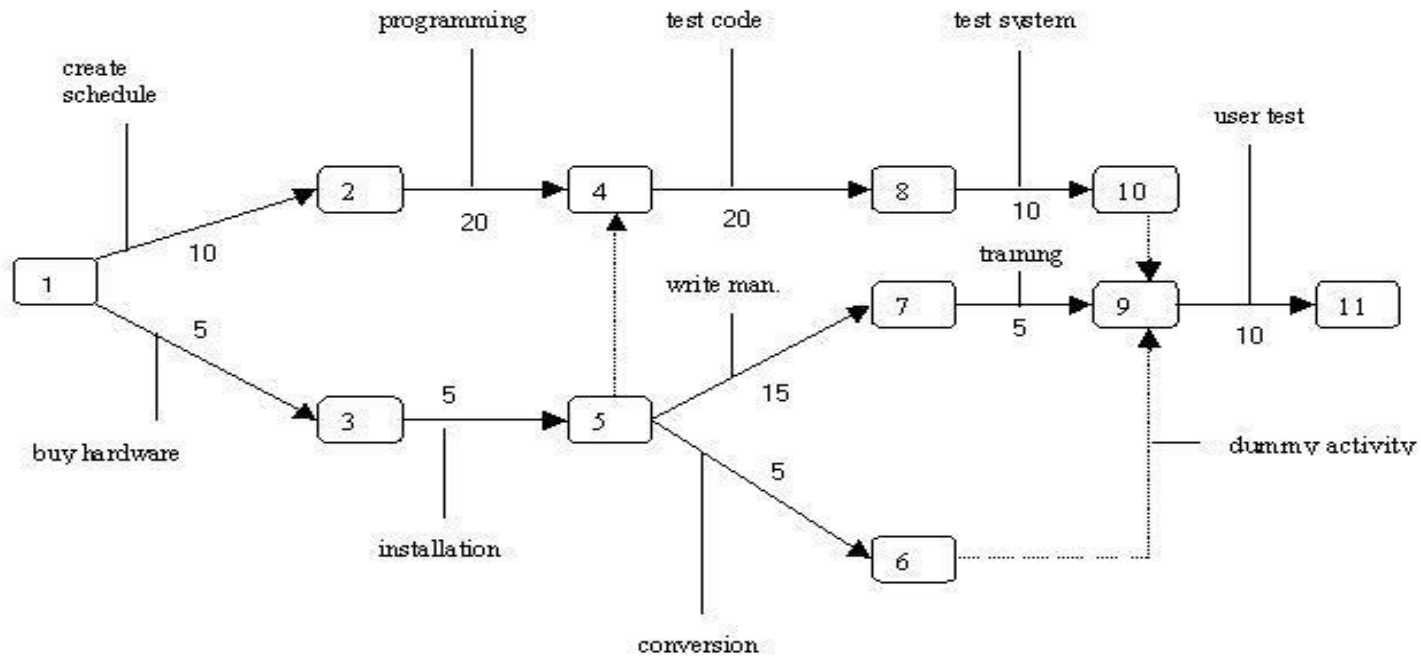 programming
test code
test system
create
schedule
user test
2
4
8
10
20
20
10
10
training
1
write man.
7
9
11
5
5
10
5
15
3
5
buy hardware
5
dummy activity
installation
6
conversion